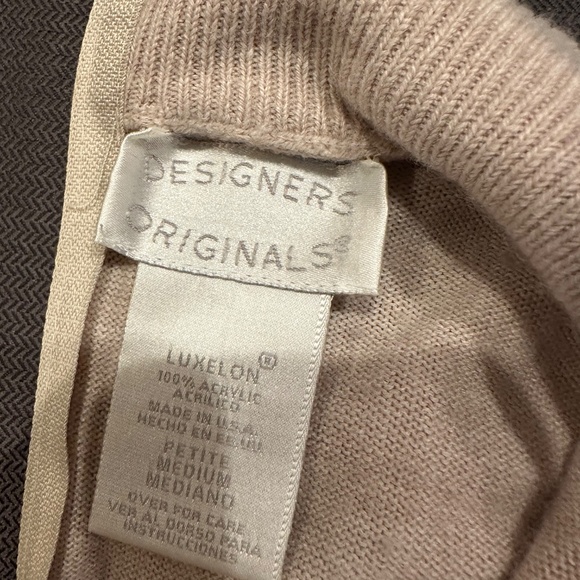 DESIGNERS
ORIGINALS®
LUXELON®
100% ACRYLIC
ACRILICO
MADE IN U.S.A.
HECHO EN EE.UU.
PETITE
MEDIUM
MEDIANO
OVER FOR CARE
VER AL DORSO PARA
INSTRUCCIONES